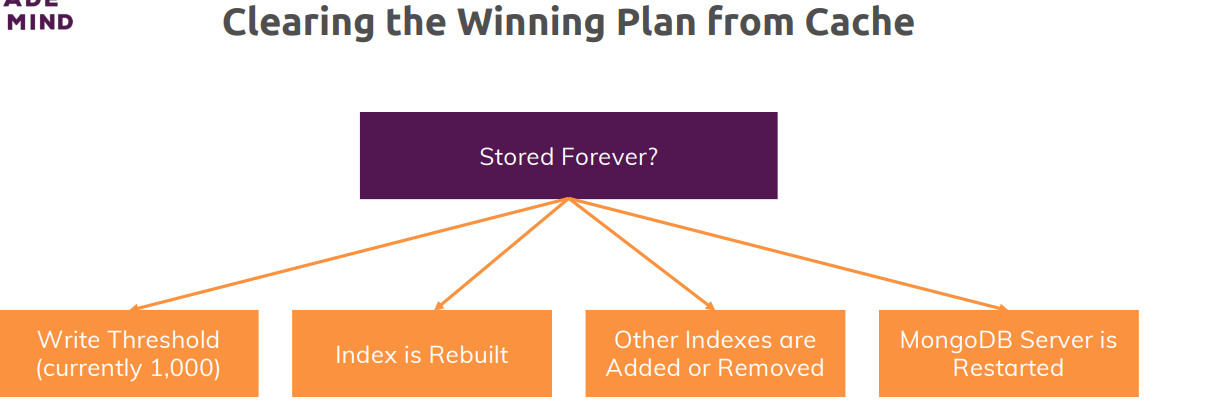 MIND
Clearing the Winning Plan from Cache
Stored Forever?
Write Threshold
(currently 1,000)
Index is Rebuilt
Other Indexes are
Added or Removed
MongoDB Server is
Restarted